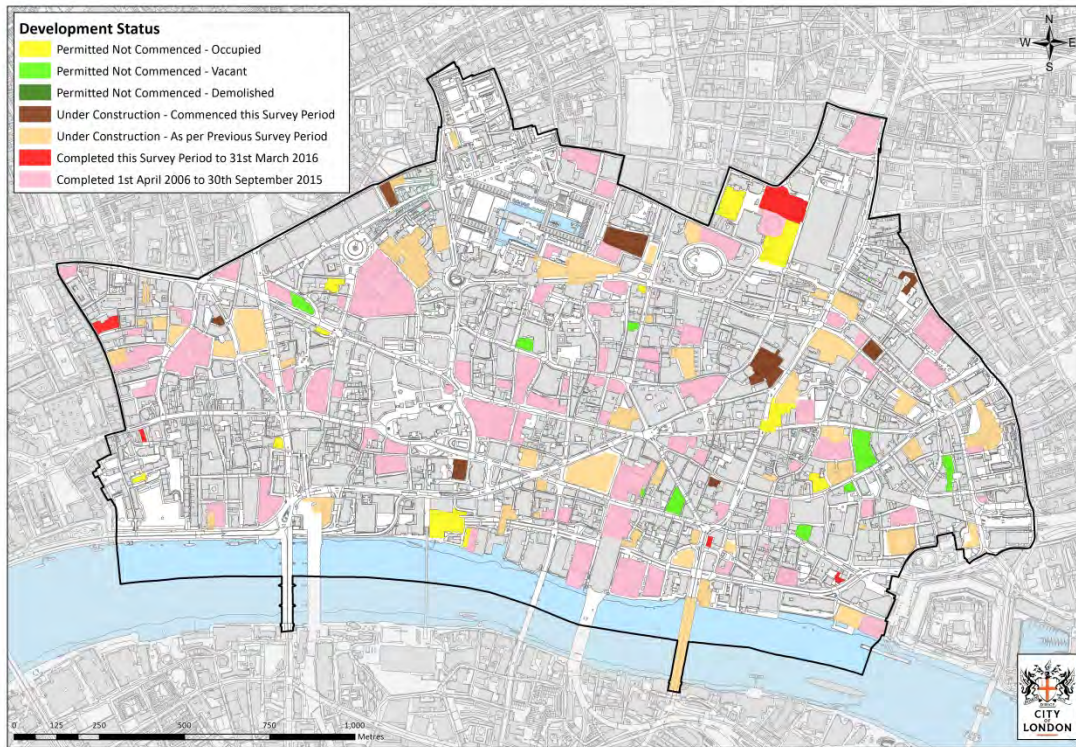 Development Status
Permitted Not Commenced - Occupied
Permitted Not Commenced - Vacant
Permitted Not Commenced - Demolished
Under Construction - Commenced this Survey Period
Under Construction - As per Previous Survey Period
Completed this Survey Period to 31st March 2016
Completed 1st April 2006 to 30th September 2015
N
W E
S
0 125 250 500 750 1,000
Metres
CITY
OF
LONDON